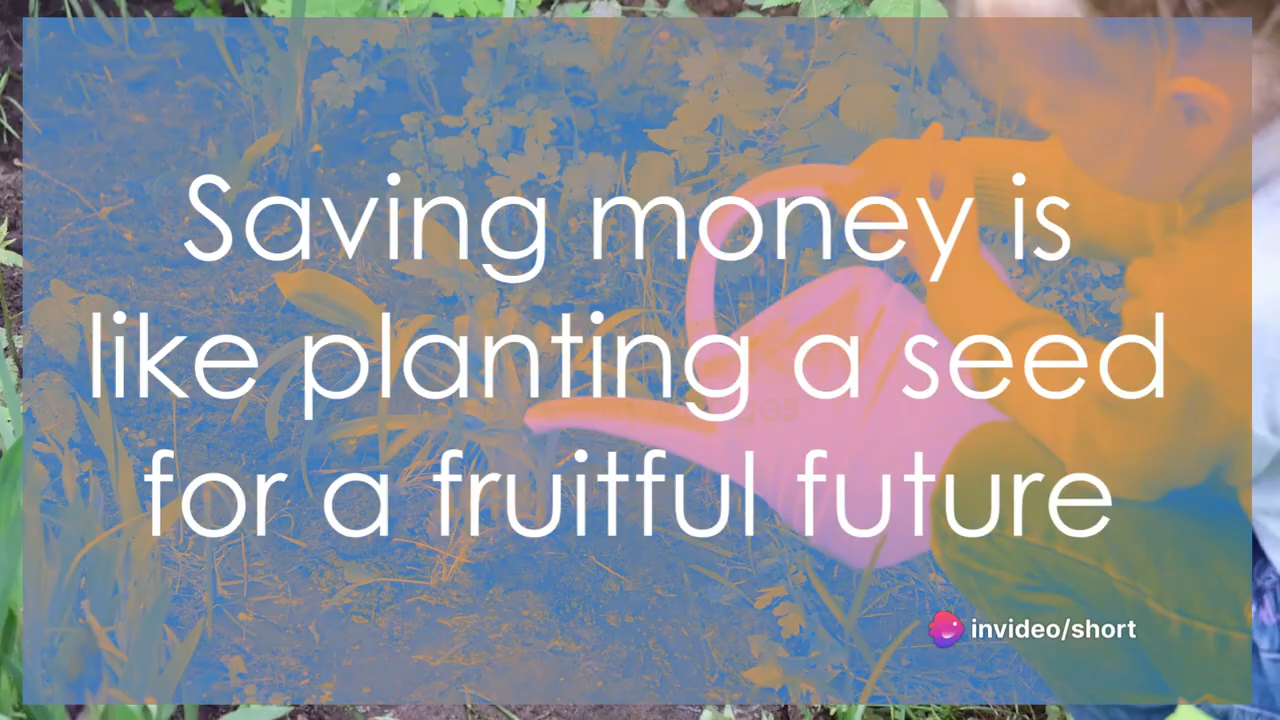 Saving money is
like planting a seed
for a fruitful future
invideo/short